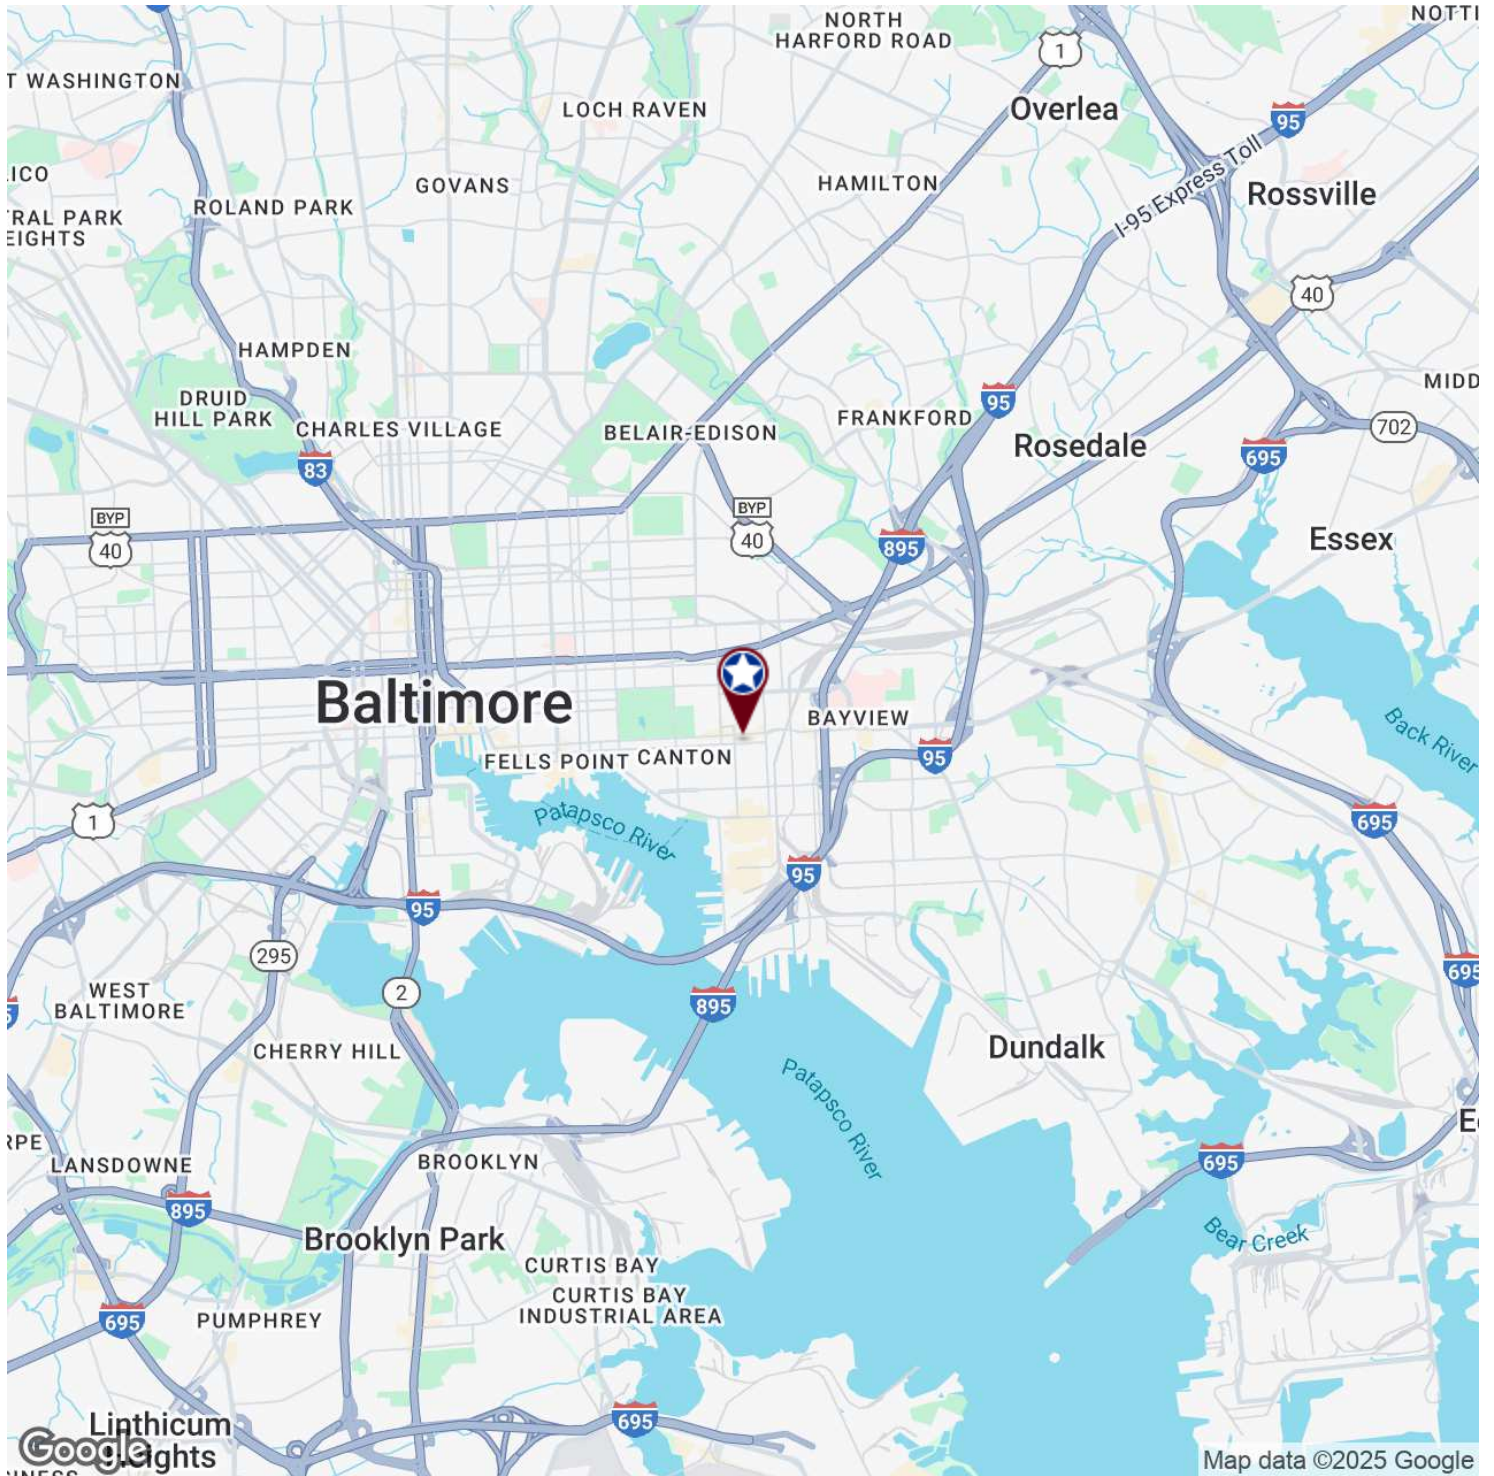 NOTTI
NORTH
HARFORD ROAD
1
T WASHINGTON
LOCH RAVEN
Overlea
95
I-95 Express Toll
LICO
GOVANS
HAMILTON
Rossville
ROLAND PARK
TRAL PARK
EIGHTS
40
HAMPDEN
MIDD
DRUID
HILL PARK
CHARLES VILLAGE
BELAIR-EDISON
FRANKFORD
95
Rosedale
702
695
83
BYP
40
BYP
40
895
Essex
Baltimore
BAYVIEW
Back River
FELLS POINT
CANTON
95
1
Patapsco River
695
95
95
295
2
895
695
WEST
BALTIMORE
CHERRY HILL
Dundalk
Patapsco River
E
RPE
LANSDOWNE
BROOKLYN
695
895
Brooklyn Park
Bear Creek
CURTIS BAY
CURTIS BAY
INDUSTRIAL AREA
695
PUMPHREY
695
Linthicum
Heights
Google
Map data ©2025 Google